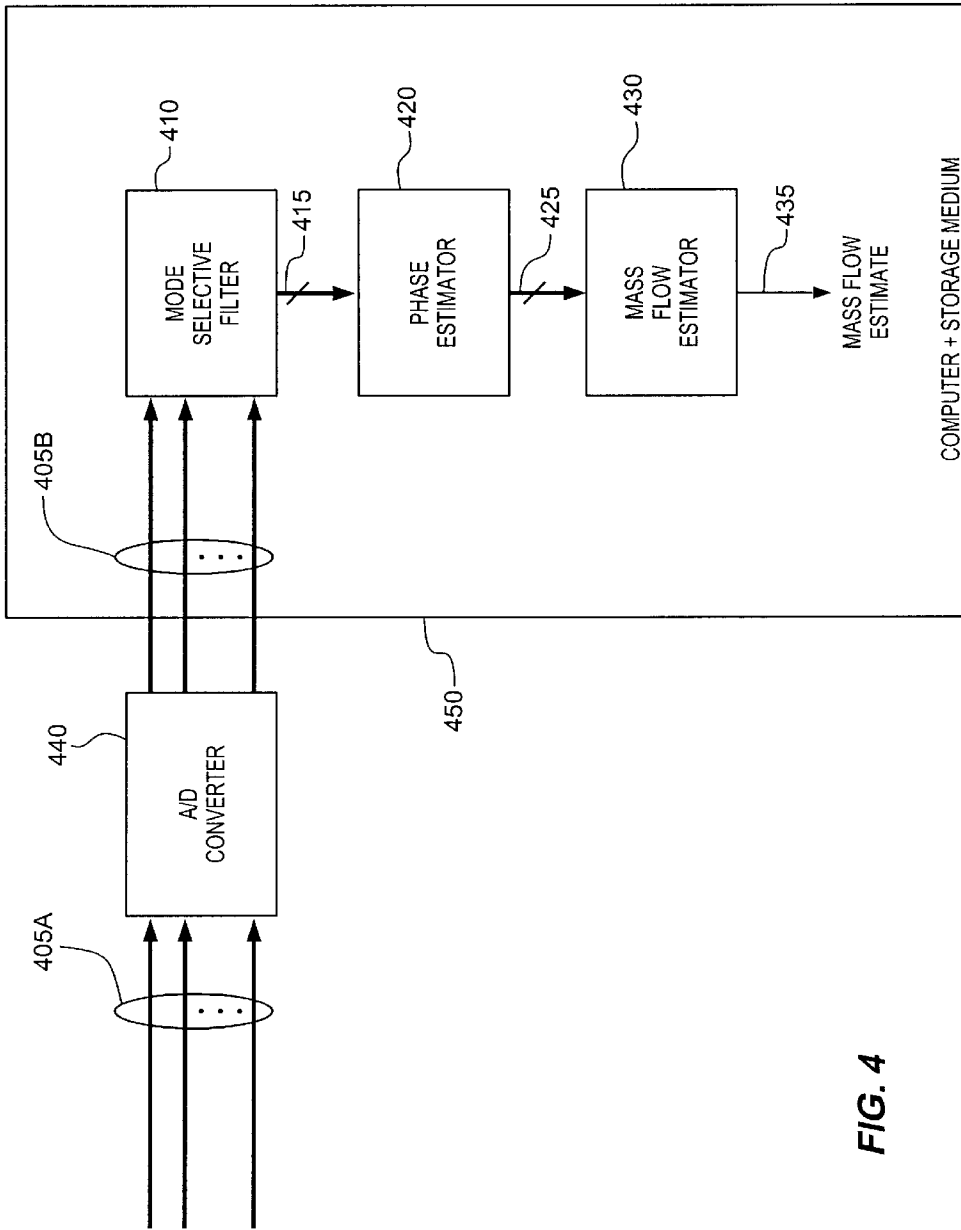 405A
440
A/D
CONVERTER
405B
450
410
MODE
SELECTIVE
FILTER
415
420
PHASE
ESTIMATOR
425
430
MASS
FLOW
ESTIMATOR
435
MASS FLOW
ESTIMATE
COMPUTER + STORAGE MEDIUM
FIG. 4